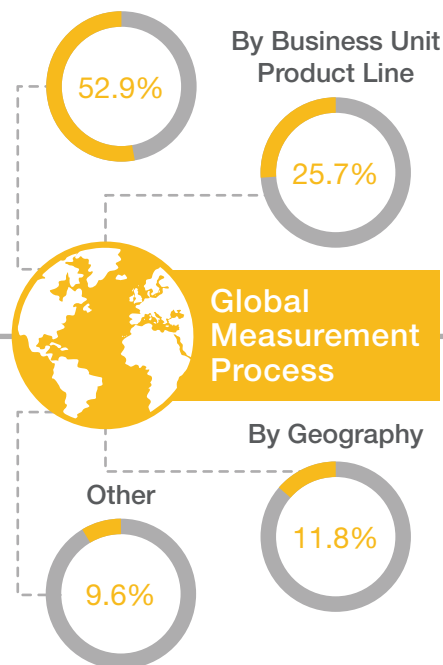 52.9%
By Business Unit
Product Line
25.7%
Global
Measurement
Process
By Geography
11.8%
Other
9.6%